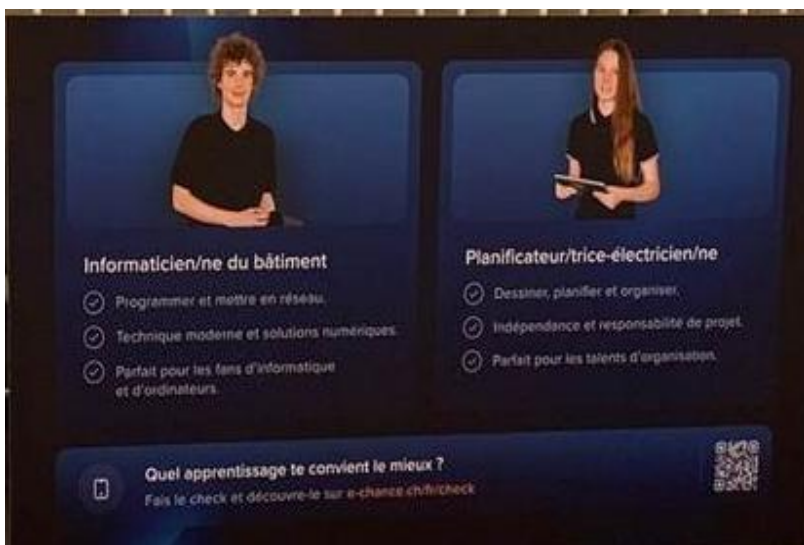 Informaticien/ne du bâtiment
Programmer et mettre en réseau.
Technique moderne et solutions numériques.
Parfait pour les fans d'informatique
et d'ordinateurs.
Planificateur/trice-électricien/ne
Dessiner, planifier et organiser.
Indépendance et responsabilité de projet.
Parfait pour les talents d'organisation.
Quel apprentissage te convient le mieux ?
Fais le check et découvre-le sur e-chance.ch/fr/check